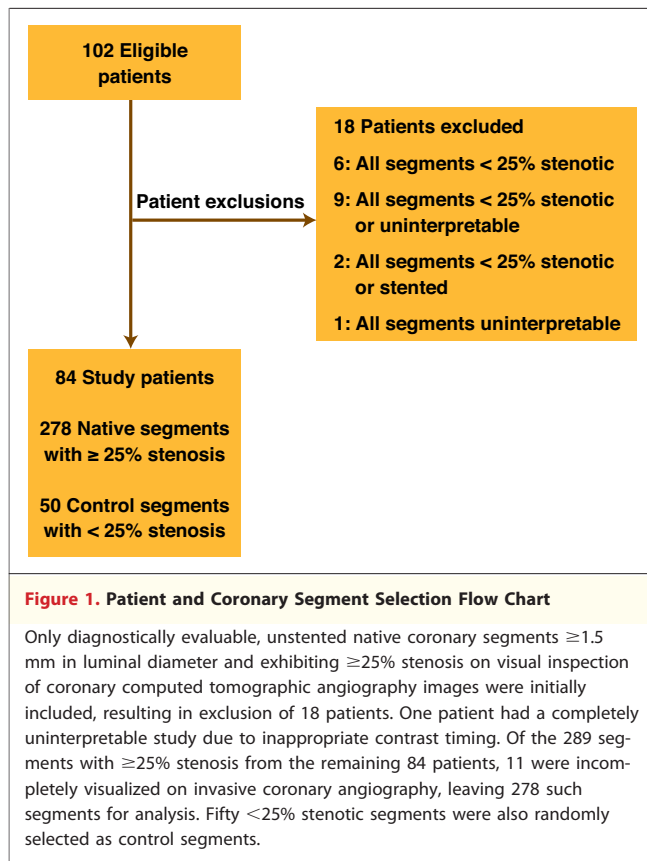 102 Eligible
patients
Patient exclusions
18 Patients excluded
6: All segments < 25% stenotic
9: All segments < 25% stenotic
or uninterpretable
2: All segments < 25% stenotic
or stented
1: All segments uninterpretable
84 Study patients
278 Native segments
with ≥ 25% stenosis
50 Control segments
with < 25% stenosis
Figure 1. Patient and Coronary Segment Selection Flow Chart
Only diagnostically evaluable, unstented native coronary segments ≥1.5
mm in luminal diameter and exhibiting ≥25% stenosis on visual inspection
of coronary computed tomographic angiography images were initially
included, resulting in exclusion of 18 patients. One patient had a completely
uninterpretable study due to inappropriate contrast timing. Of the 289 seg-
ments with ≥25% stenosis from the remaining 84 patients, 11 were incom-
pletely visualized on invasive coronary angiography, leaving 278 such
segments for analysis. Fifty <25% stenotic segments were also randomly
selected as control segments.